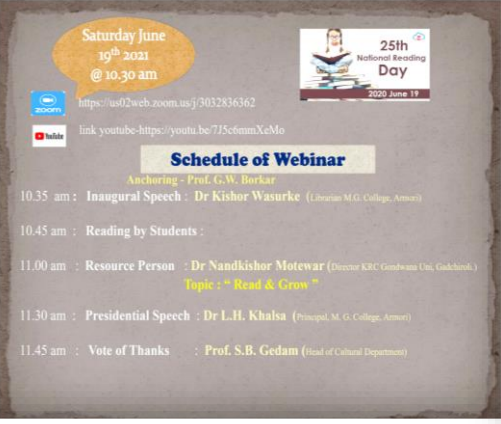 Saturday June
19th 2021
@ 10.30 am
25th
National Reading
Day
2020 June 19
zoom
https://us02web.zoom.us/j/3032836362
YouTube
link youtube-https://youtu.be/7J5c6mmXeMo
Schedule of Webinar
Anchoring - Prof. G.W. Borkar
10.35 am : Inaugural Speech : Dr Kishor Wasurke (Librarian M.G. College, Armori)
10.45 am : Reading by Students :
11.00 am : Resource Person : Dr Nandkishor Motewar (Director KRC Gondwana Uni, Gadchiroli.)
Topic : “ Read & Grow ”
11.30 am : Presidential Speech : Dr L.H. Khalsa (Principal, M. G. College, Armori)
11.45 am : Vote of Thanks : Prof. S.B. Gedam (Head of Cultural Department)